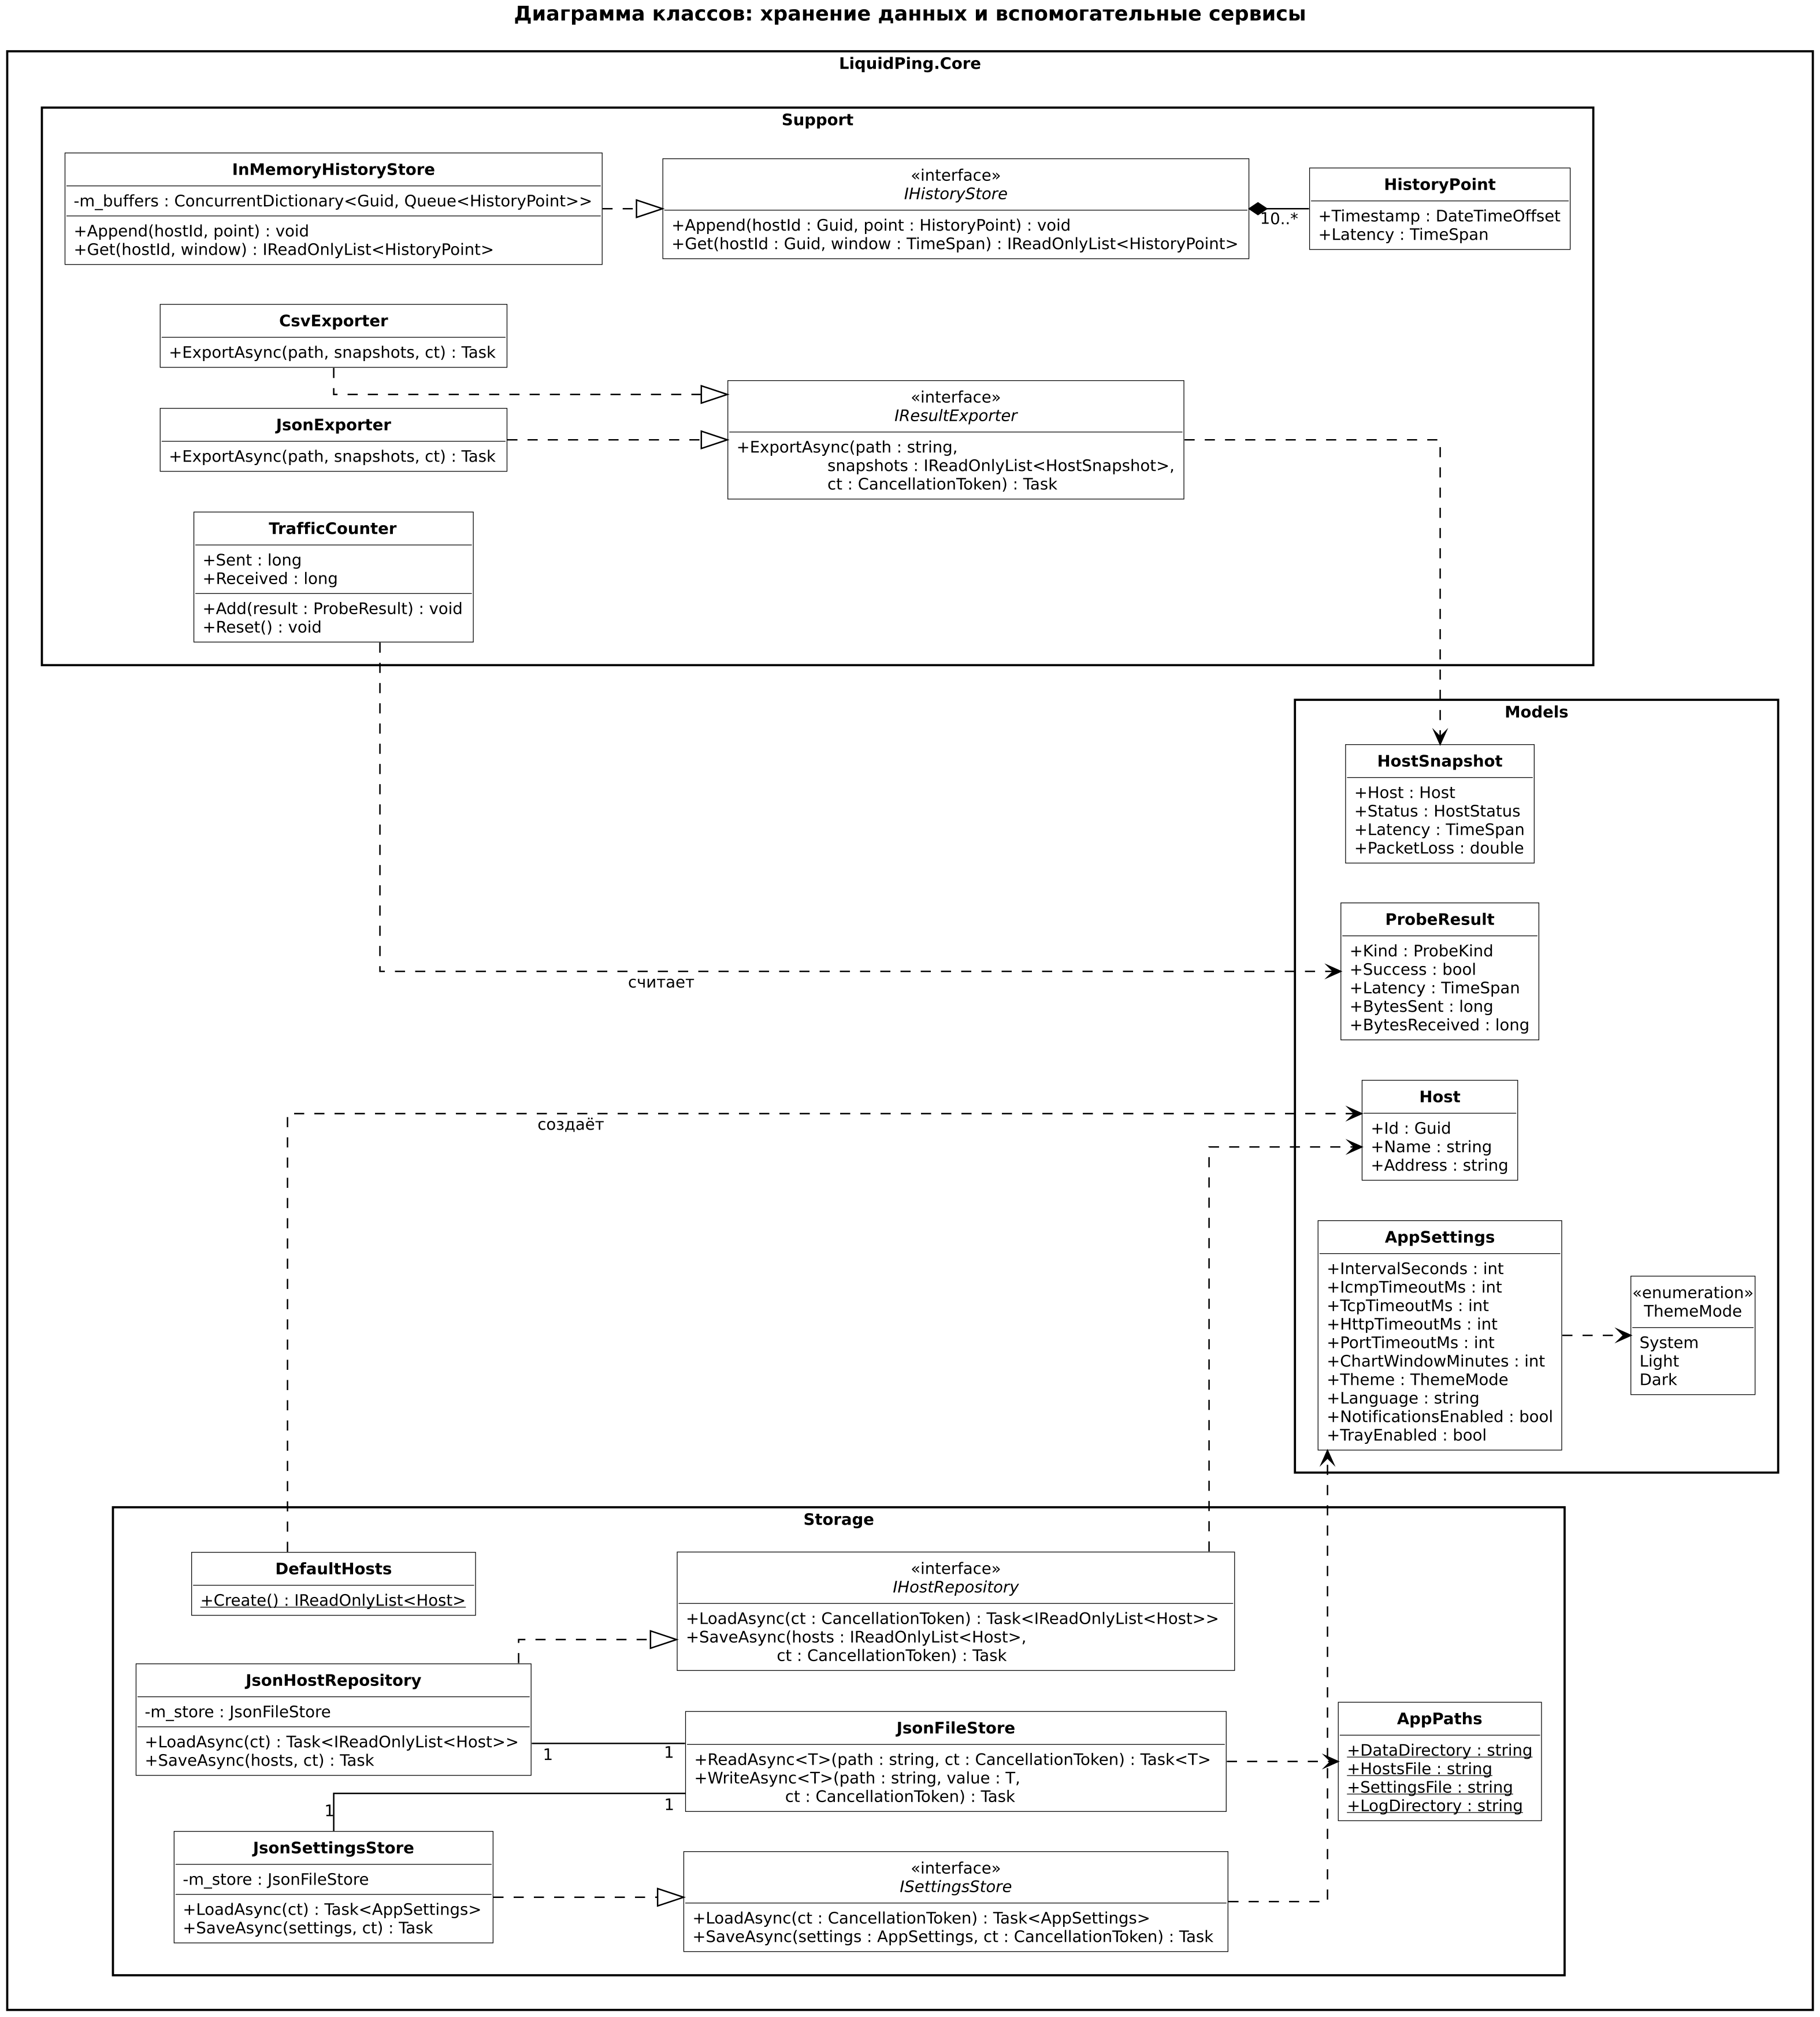 Диаграмма классов: хранение данных и вспомогательные сервисы
LiquidPing.Core
Support
InMemoryHistoryStore
-m_buffers : ConcurrentDictionary<Guid, Queue<HistoryPoint>>
+Append(hostId, point) : void
+Get(hostId, window) : IReadOnlyList<HistoryPoint>
«interface»
IHistoryStore
+Append(hostId : Guid, point : HistoryPoint) : void
+Get(hostId : Guid, window : TimeSpan) : IReadOnlyList<HistoryPoint>
1
0..*
HistoryPoint
+Timestamp : DateTimeOffset
+Latency : TimeSpan
CsvExporter
+ExportAsync(path, snapshots, ct) : Task
JsonExporter
+ExportAsync(path, snapshots, ct) : Task
«interface»
IResultExporter
+ExportAsync(path : string,
snapshots : IReadOnlyList<HostSnapshot>,
ct : CancellationToken) : Task
TrafficCounter
+Sent : long
+Received : long
+Add(result : ProbeResult) : void
+Reset() : void
Models
HostSnapshot
+Host : Host
+Status : HostStatus
+Latency : TimeSpan
+PacketLoss : double
ProbeResult
+Kind : ProbeKind
+Success : bool
+Latency : TimeSpan
+BytesSent : long
+BytesReceived : long
считает
Host
+Id : Guid
+Name : string
+Address : string
создаёт
AppSettings
+IntervalSeconds : int
+IcmpTimeoutMs : int
+TcpTimeoutMs : int
+HttpTimeoutMs : int
+PortTimeoutMs : int
+ChartWindowMinutes : int
+Theme : ThemeMode
+Language : string
+NotificationsEnabled : bool
+TrayEnabled : bool
«enumeration»
ThemeMode
System
Light
Dark
Storage
DefaultHosts
+Create() : IReadOnlyList<Host>
«interface»
IHostRepository
+LoadAsync(ct : CancellationToken) : Task<IReadOnlyList<Host>>
+SaveAsync(hosts : IReadOnlyList<Host>,
ct : CancellationToken) : Task
JsonHostRepository
-m_store : JsonFileStore
+LoadAsync(ct) : Task<IReadOnlyList<Host>>
+SaveAsync(hosts, ct) : Task
1
1
JsonFileStore
+ReadAsync<T>(path : string, ct : CancellationToken) : Task<T>
+WriteAsync<T>(path : string, value : T,
ct : CancellationToken) : Task
AppPaths
+DataDirectory : string
+HostsFile : string
+SettingsFile : string
+LogDirectory : string
1
1
JsonSettingsStore
-m_store : JsonFileStore
+LoadAsync(ct) : Task<AppSettings>
+SaveAsync(settings, ct) : Task
«interface»
ISettingsStore
+LoadAsync(ct : CancellationToken) : Task<AppSettings>
+SaveAsync(settings : AppSettings, ct : CancellationToken) : Task